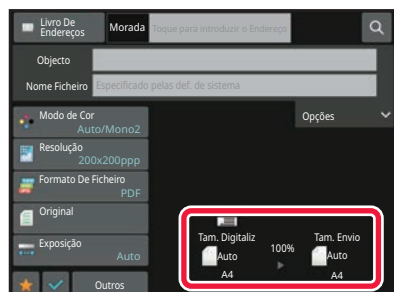 Livro De
Endereços
Morada
Toque para introduzir o Endereço
Objecto
Nome Ficheiro
Especificado pelas def. de sistema
Modo de Cor
Auto/Mono2
Opções
Resolução
200x200ppp
Formato De Ficheiro
PDF
Original
Exposição
Auto
Tam. Digitaliz
Auto
A4
100%
Tam. Envio
Auto
A4
Outros